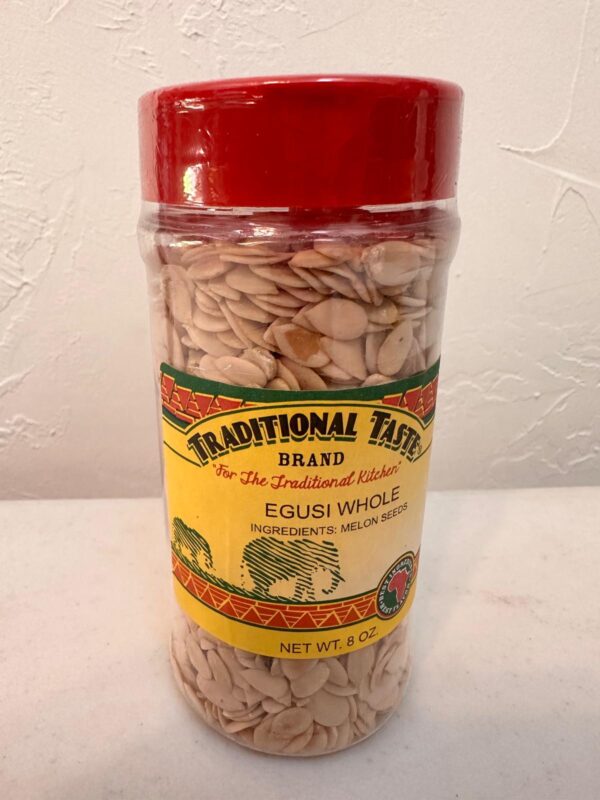 TRADITIONAL TASTE
BRAND
"For The Traditional Kitchen"
EGUSI WHOLE
INGREDIENTS: MELON SEEDS
NET WT. 8 OZ.